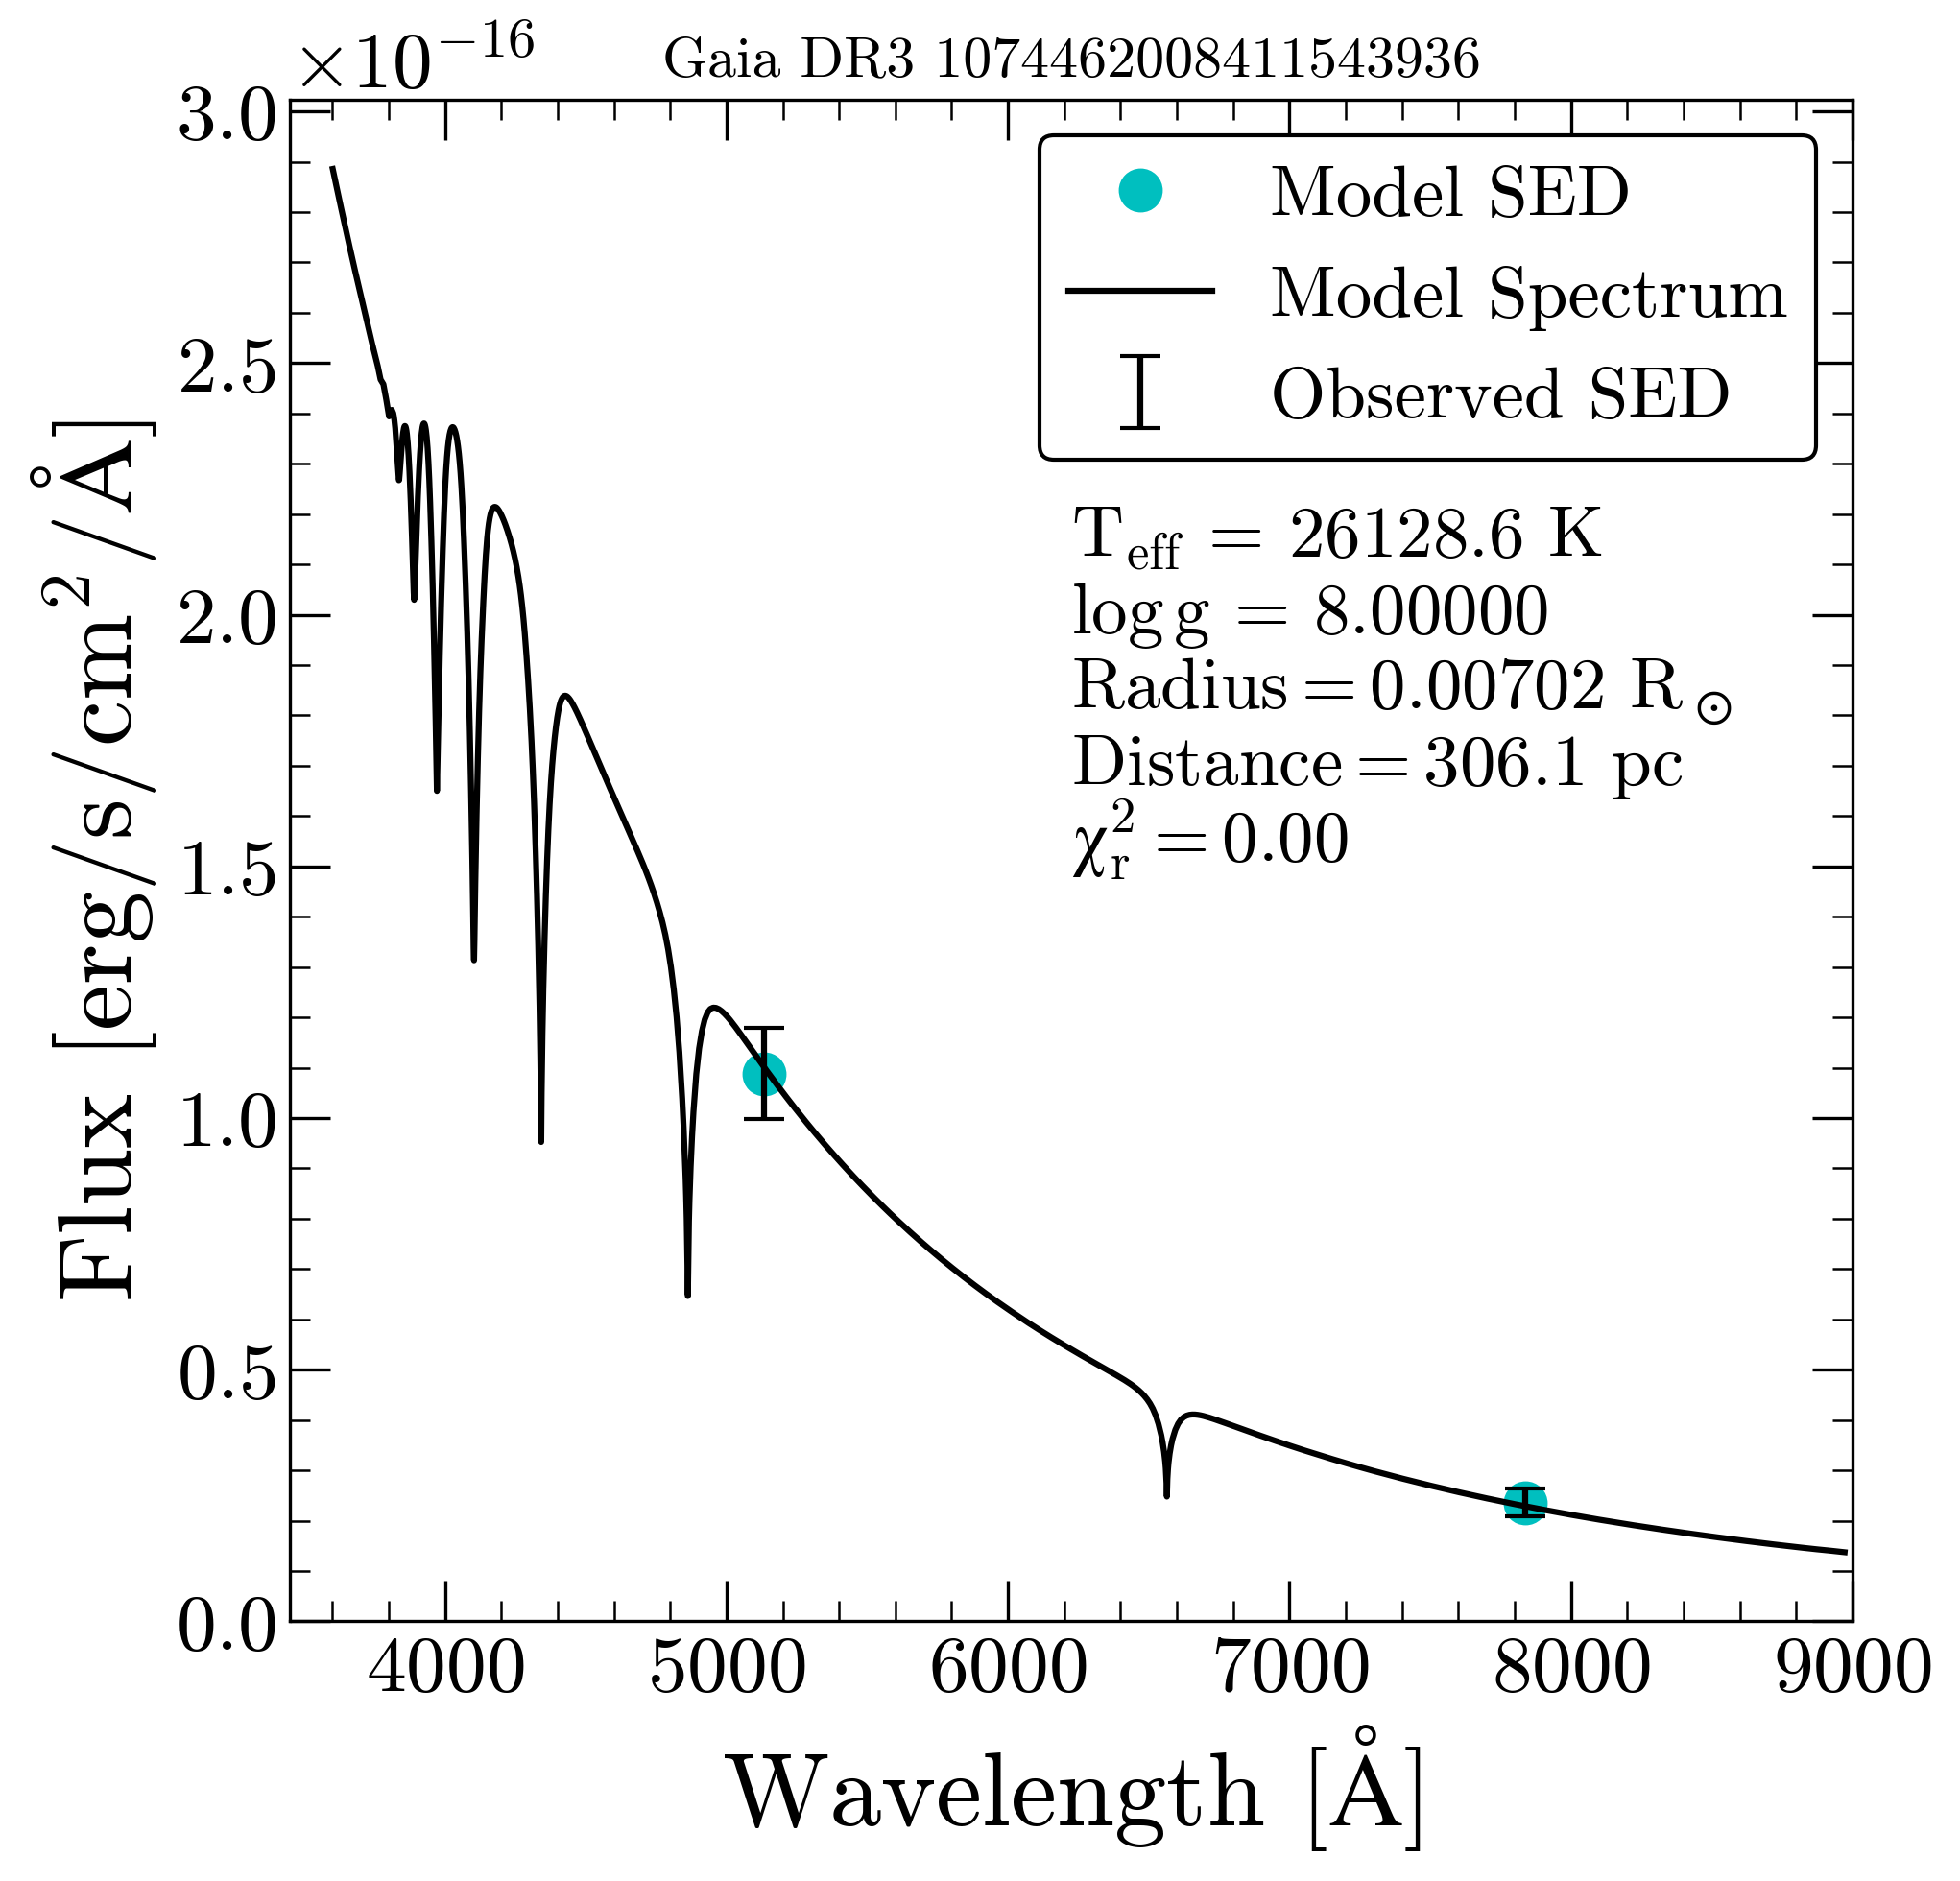 ×10⁻¹⁶
Gaia DR3 1074462008411543936
3.0
2.5
2.0
1.5
1.0
0.5
0.0
Flux [erg/s/cm²/Å]
Model SED
Model Spectrum
Observed SED
T_eff = 26128.6 K
log g = 8.00000
Radius = 0.00702 R_⊙
Distance = 306.1 pc
χ²_r = 0.00
4000 5000 6000 7000 8000 9000
Wavelength [Å]